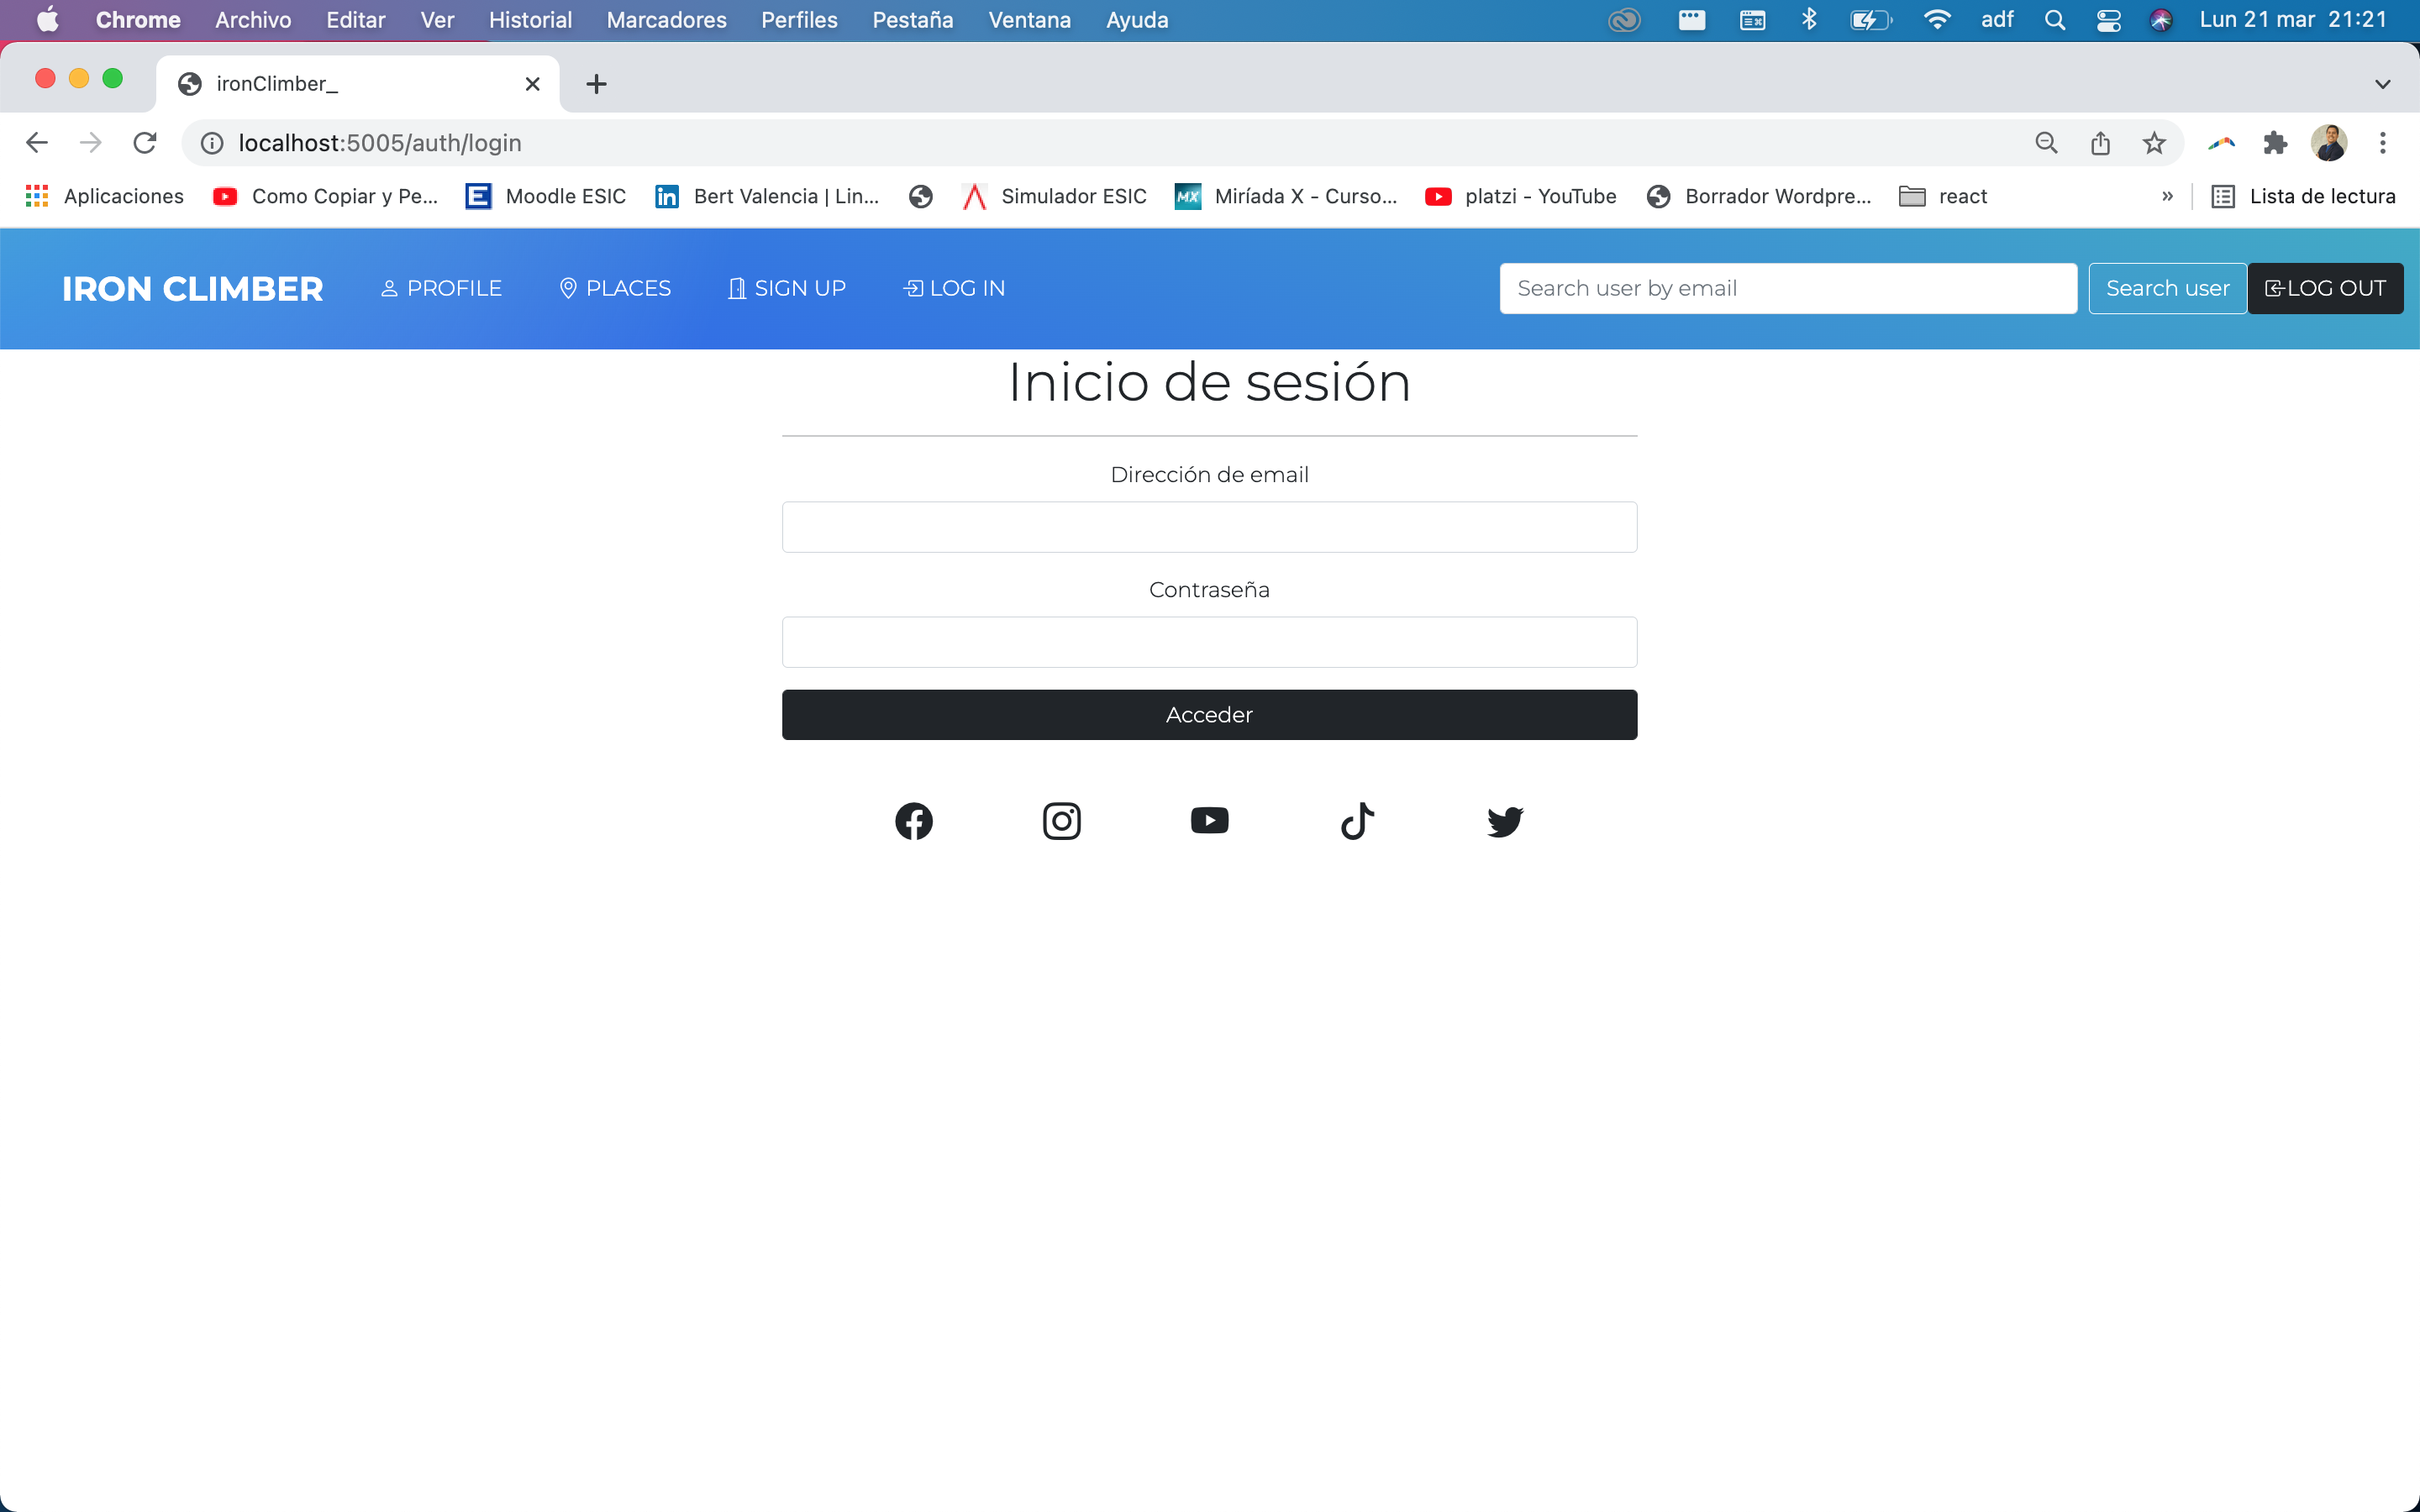 Chrome Archivo Editar Ver Historial Marcadores Perfiles Pestaña Ventana Ayuda adf Lun 21 mar 21:21
ironClimber_
localhost:5005/auth/login
Aplicaciones Como Copiar y Pe... Moodle ESIC Bert Valencia | Lin... Simulador ESIC Miríada X - Curso... platzi - YouTube Borrador Wordpre... react » Lista de lectura
IRON CLIMBER PROFILE PLACES SIGN UP LOG IN Search user by email Search user LOG OUT
Inicio de sesión
Dirección de email
Contraseña
Acceder